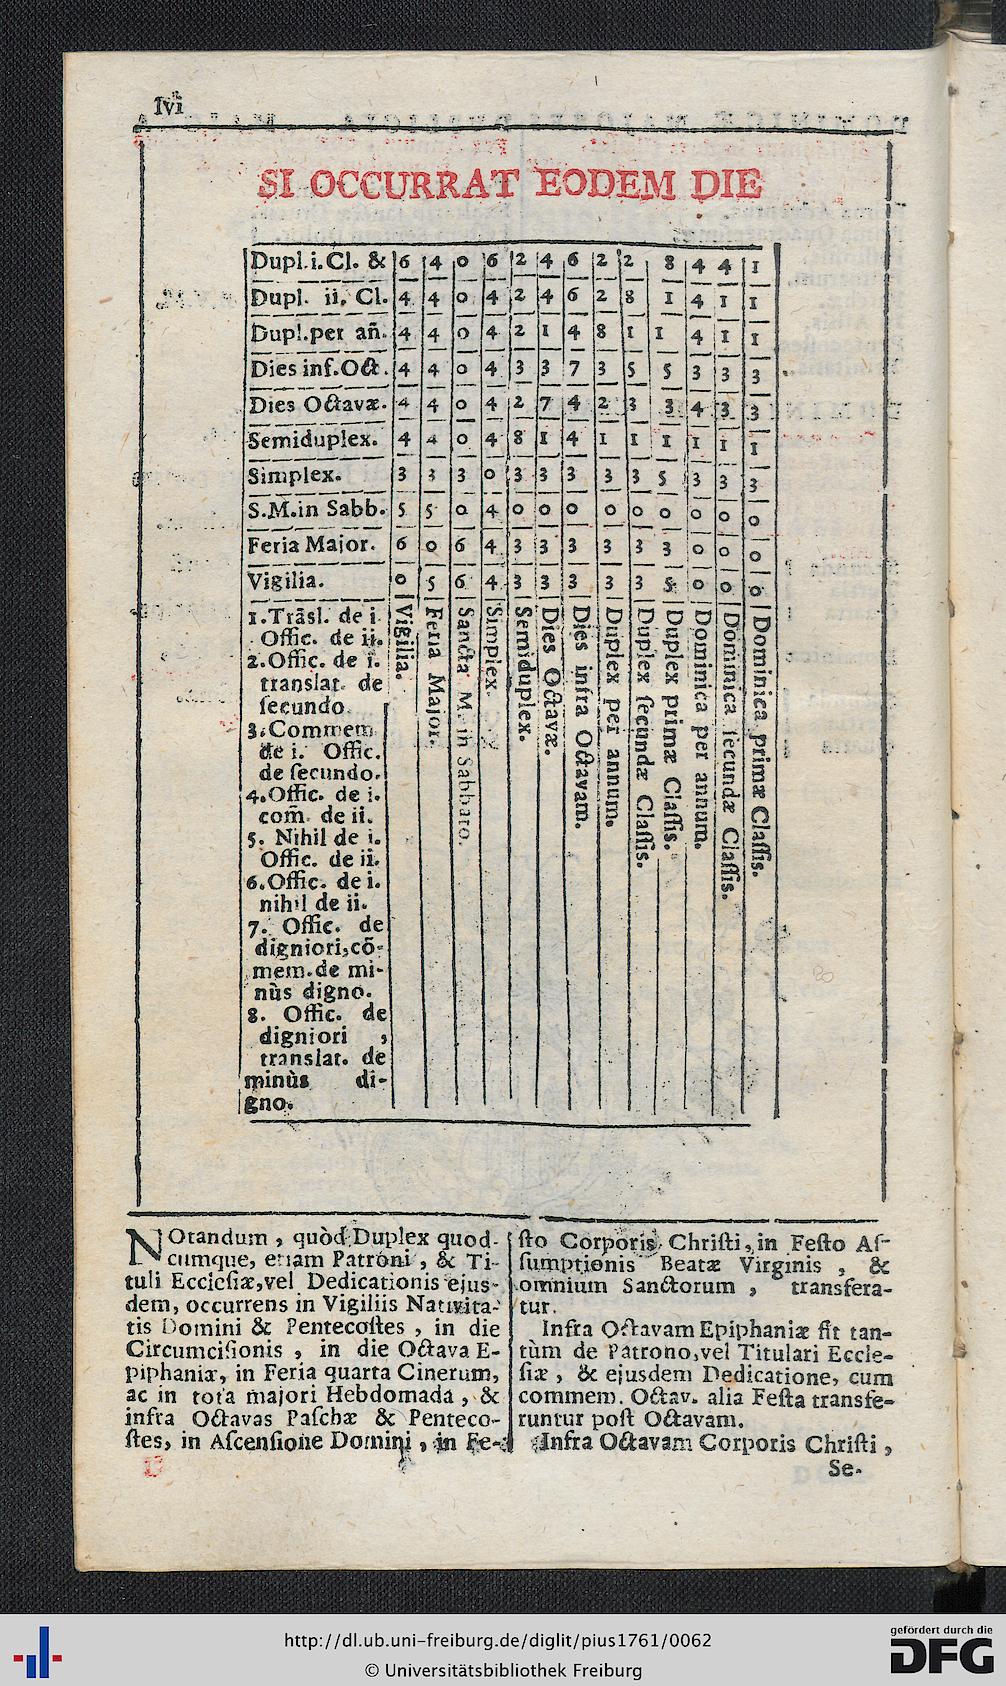 lvi
SI OCCURRAT EODEM DIE
Dupl.i.Cl. & 6 4 0 6 2 4 6 2 2 8 4 4 1
Dupl. ii. Cl. 4 4 0 4 2 4 6 2 8 1 4 1 1
Dupl.per añ. 4 4 0 4 2 1 4 8 1 1 4 1 1
Dies inf.Oct. 4 4 0 4 3 3 7 3 5 5 3 3 3
Dies Octavæ. 4 4 0 4 2 7 4 2 3 3 4 3 3
Semiduplex. 4 4 0 4 8 1 4 1 1 1 1 1 1
Simplex. 3 3 3 0 3 3 3 3 3 5 3 3 3
S.M.in Sabb. 5 5 0 4 0 0 0 0 0 0 0 0 0
Feria Maior. 6 0 6 4 3 3 3 3 3 3 0 0 0
Vigilia. 0 5 6 4 3 3 3 3 3 5 0 0 0
1.Trãsl. de i.
Offic. de ii.
2.Offic. de i.
translat. de
secundo.
3.Commem.
de i. Offic.
de secundo.
4.Offic. de i.
com̃. de ii.
5. Nihil de i.
Offic. de ii.
6.Offic. de i.
nihil de ii.
7. Offic. de
digniori,cõ-
mem.de mi-
nùs digno.
8. Offic. de
digniori ,
translat. de
minùs di-
gno.
Vigilia.
Feria Major.
Sancta M. in Sabbato.
Simplex.
Semiduplex.
Dies Octavæ.
Dies infra Octavam.
Duplex per annum.
Duplex ſecundæ Claſſis.
Duplex primæ Claſſis.
Dominica per annum.
Dominica ſecundæ Claſſis.
Dominica primæ Claſſis.
NOtandum , quòd Duplex quod-
cumque, etiam Patroni , & Ti-
tuli Eccleſiæ,vel Dedicationis ejus-
dem, occurrens in Vigiliis Nativita-
tis Domini & Pentecoſtes , in die
Circumciſionis , in die Octava E-
piphaniæ, in Feria quarta Cinerum,
ac in tota majori Hebdomada , &
infra Octavas Paſchæ & Penteco-
ſtes, in Aſcenſione Domini , in Fe-
ſto Corporis Chriſti, in Feſto Aſ-
ſumptionis Beatæ Virginis , &
omnium Sanctorum , transfera-
tur.
Infra Octavam Epiphaniæ fit tan-
tùm de Patrono,vel Titulari Eccle-
ſiæ , & ejusdem Dedicatione, cum
commem. Octav. alia Feſta transfe-
runtur poſt Octavam.
Infra Octavam Corporis Chriſti ,
Se-
http://dl.ub.uni-freiburg.de/diglit/pius1761/0062
© Universitätsbibliothek Freiburg
gefördert durch die
DFG